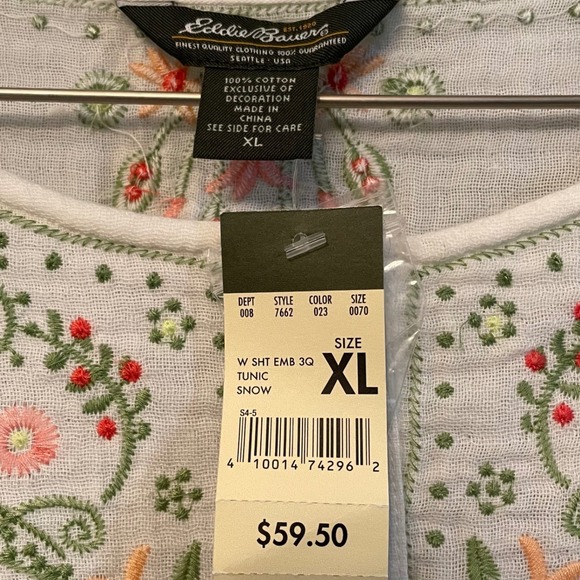 Eddie Bauer EST. 1920
FINEST QUALITY CLOTHING 100% GUARANTEED
SEATTLE · USA
100% COTTON
EXCLUSIVE OF
DECORATION
MADE IN
CHINA
SEE SIDE FOR CARE
XL
DEPT STYLE COLOR SIZE
008 7662 023 0070
SIZE
XL
W SHT EMB 3Q
TUNIC
SNOW
S4-5
4 10014 74296 2
$59.50